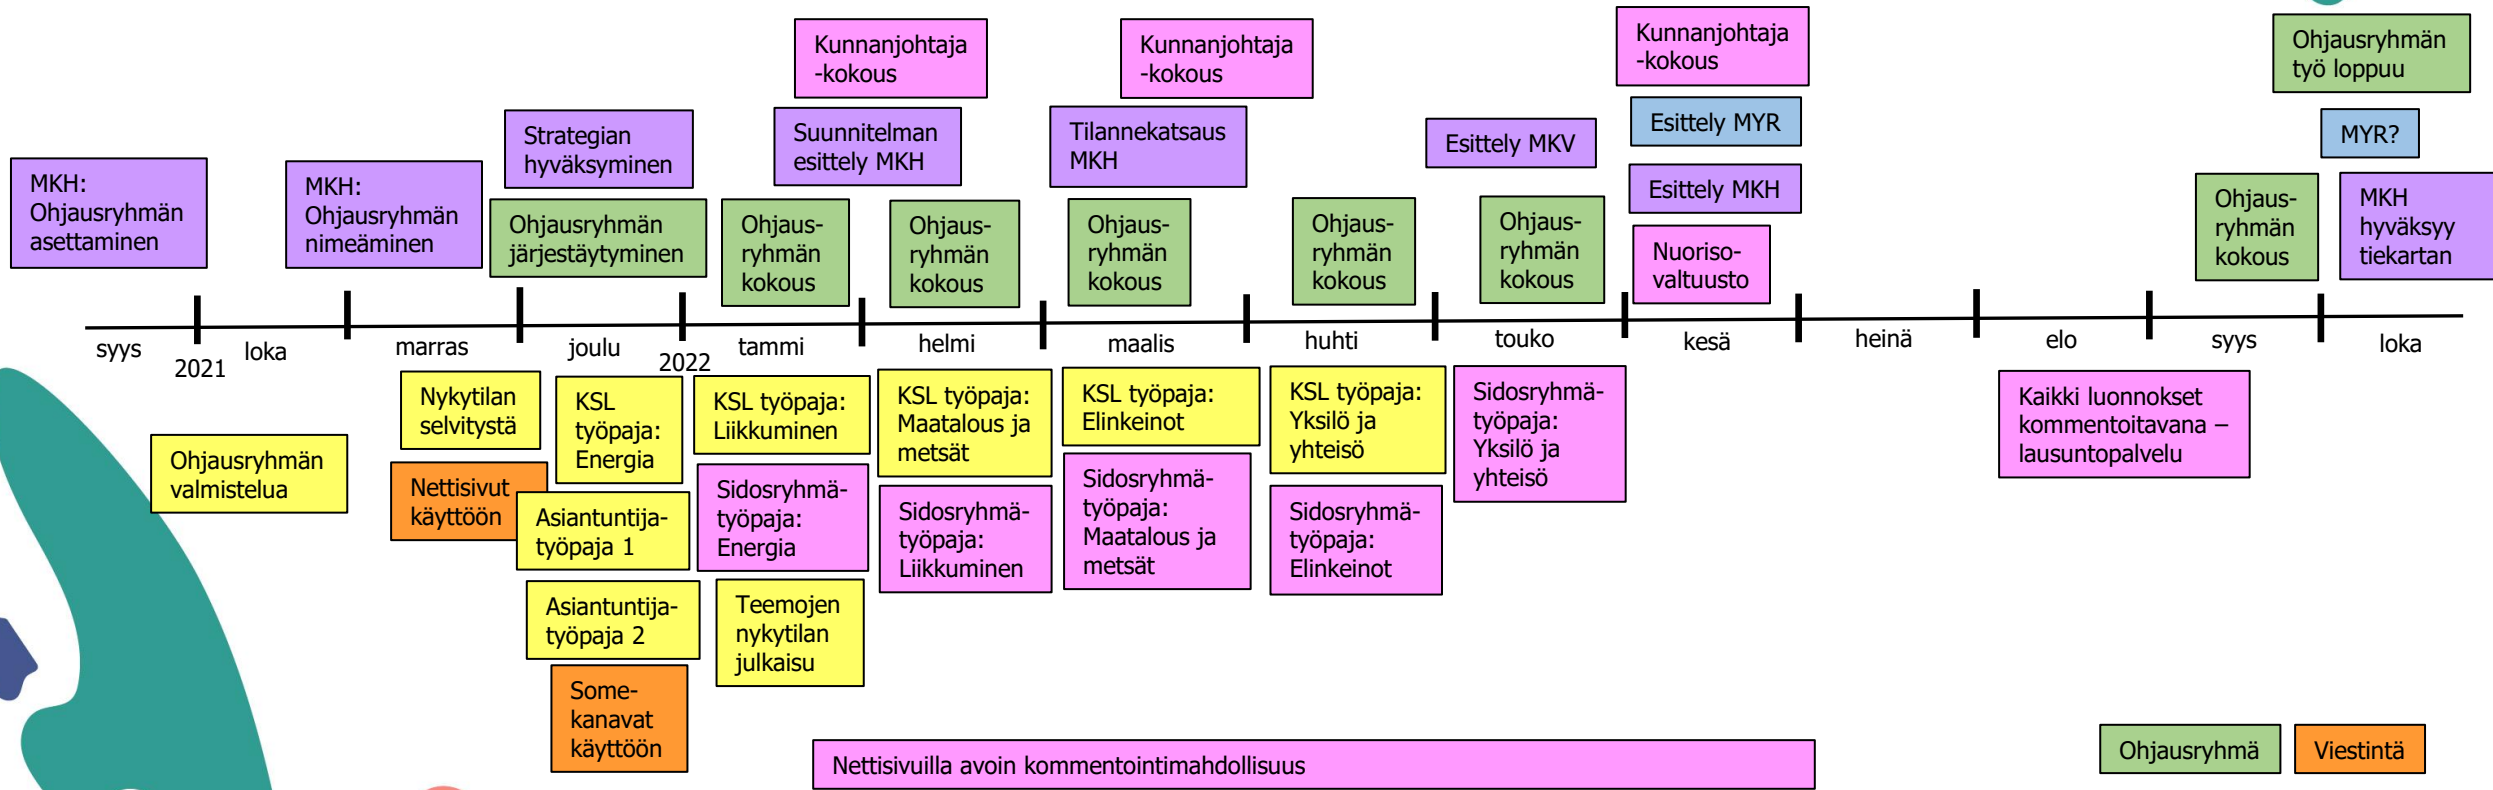 Kunnanjohtaja
-kokous
Kunnanjohtaja
-kokous
Kunnanjohtaja
-kokous
Ohjausryhmän
työ loppuu
Strategian
hyväksyminen
Suunnitelman
esittely MKH
Tilannekatsaus
MKH
Esittely MKV
Esittely MYR
MYR?
MKH:
Ohjausryhmän
asettaminen
MKH:
Ohjausryhmän
nimeäminen
Ohjausryhmän
järjestäytyminen
Ohjaus-
ryhmän
kokous
Ohjaus-
ryhmän
kokous
Ohjaus-
ryhmän
kokous
Ohjaus-
ryhmän
kokous
Ohjaus-
ryhmän
kokous
Esittely MKH
Nuoriso-
valtuusto
Ohjaus-
ryhmän
kokous
MKH
hyväksyy
tiekartan
syys
2021
loka
marras
joulu
2022
tammi
helmi
maalis
huhti
touko
kesä
heinä
elo
syys
loka
Ohjausryhmän
valmistelua
Nykytilan
selvitystä
Nettisivut
käyttöön
KSL
työpaja:
Energia
Asiantuntija-
työpaja 1
Asiantuntija-
työpaja 2
Some-
kanavat
käyttöön
KSL työpaja:
Liikkuminen
Sidosryhmä-
työpaja:
Energia
Teemojen
nykytilan
julkaisu
KSL työpaja:
Maatalous ja
metsät
Sidosryhmä-
työpaja:
Liikkuminen
KSL työpaja:
Elinkeinot
Sidosryhmä-
työpaja:
Maatalous ja
metsät
KSL työpaja:
Yksilö ja
yhteisö
Sidosryhmä-
työpaja:
Elinkeinot
Sidosryhmä-
työpaja:
Yksilö ja
yhteisö
Kaikki luonnokset
kommentoitavana –
lausuntopalvelu
Nettisivuilla avoin kommentointimahdollisuus
Ohjausryhmä
Viestintä